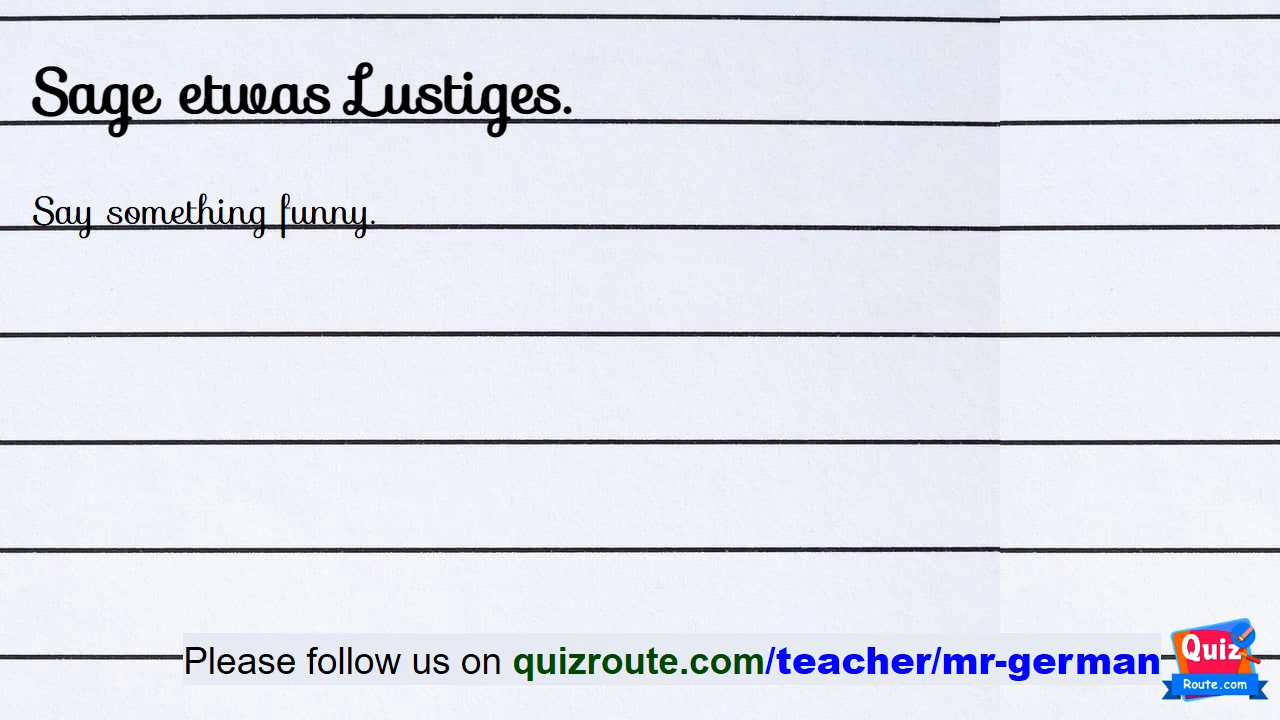 Sage etwas Lustiges.
Say something funny.
Please follow us on quizroute.com/teacher/mr-german
Quiz
Route.com